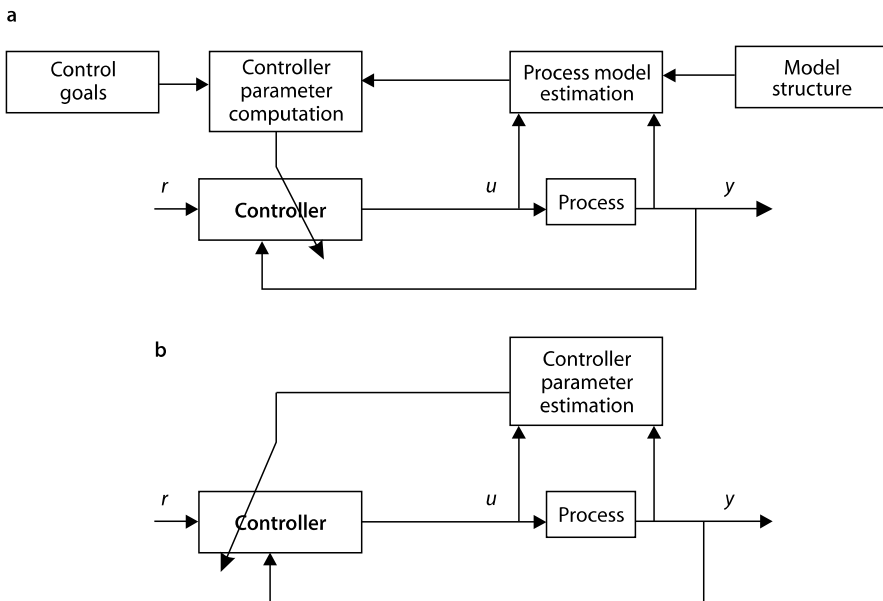 a
Control
goals
Controller
parameter
computation
Process model
estimation
Model
structure
r
Controller
u
Process
y
b
Controller
parameter
estimation
r
Controller
u
Process
y